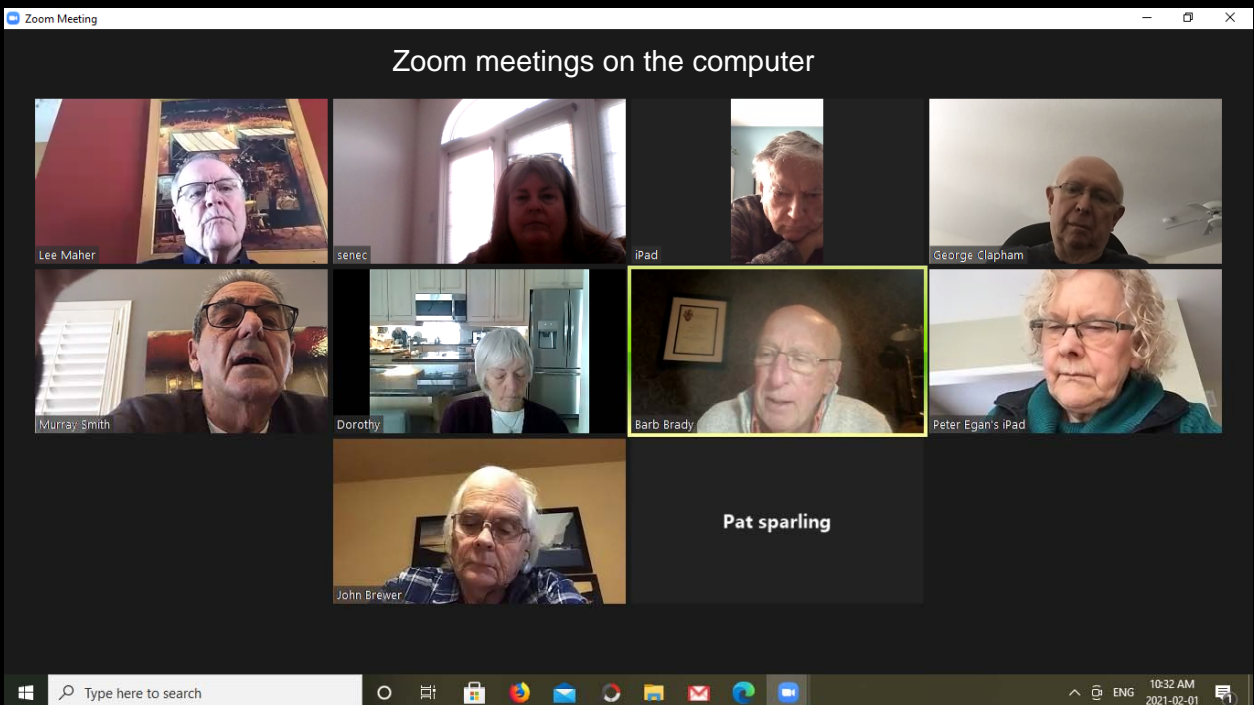 Zoom Meeting
Zoom meetings on the computer
Lee Maher
senec
iPad
George Clapham
Murray Smith
Dorothy
Barb Brady
Peter Egan's iPad
John Brewer
Pat sparling
Type here to search
ENG
10:32 AM
2021-02-01
1